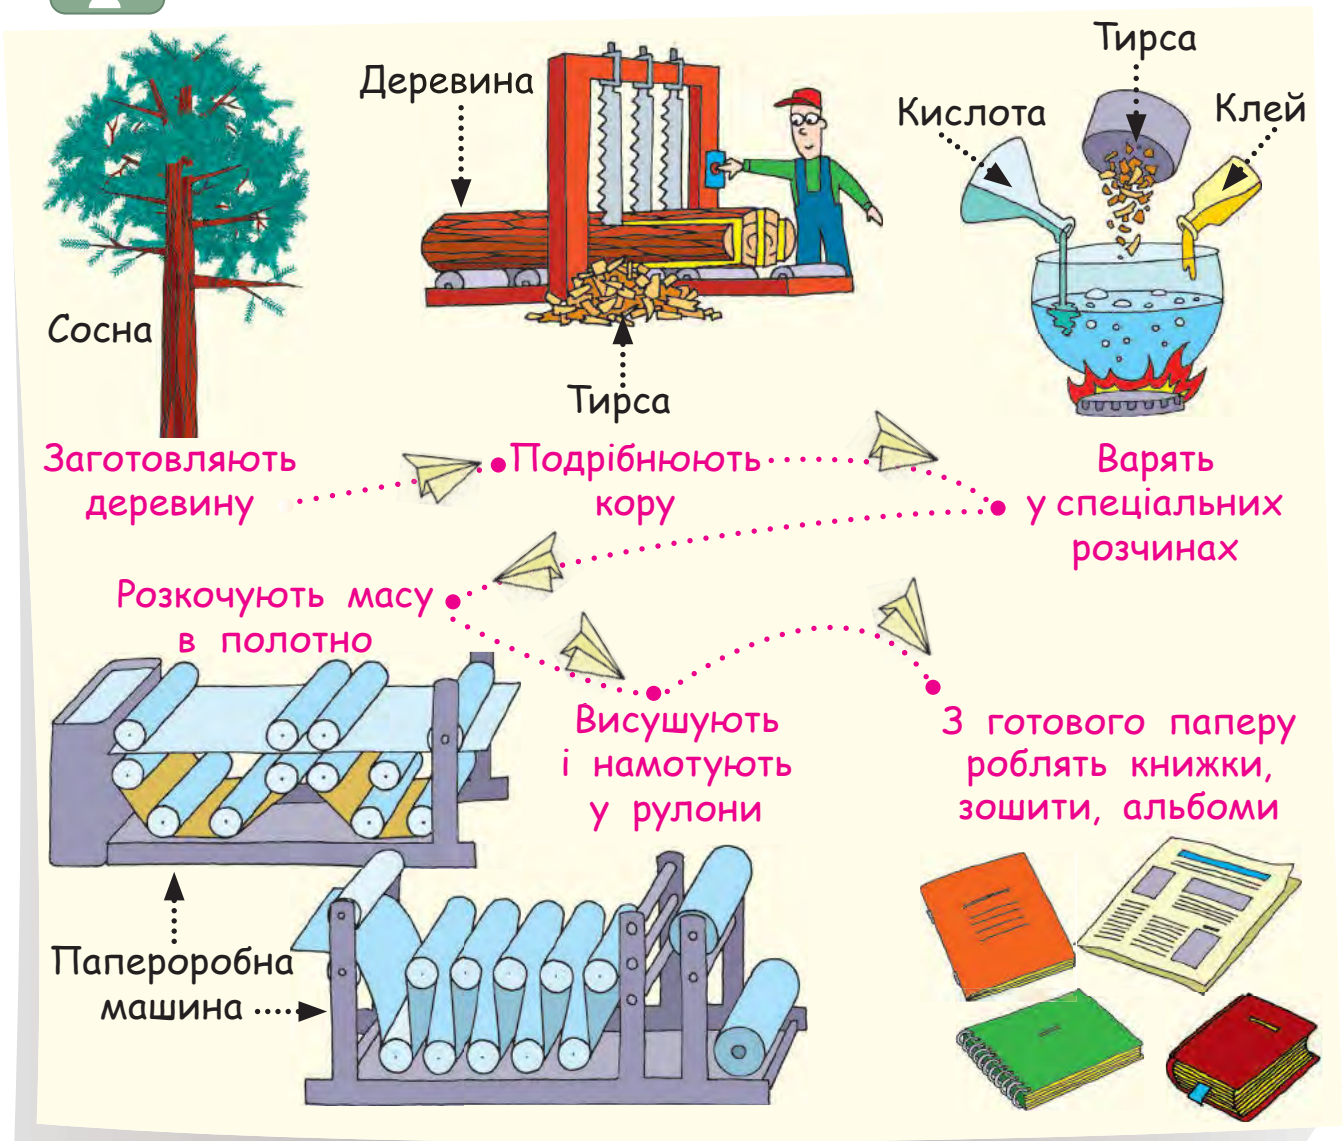 Сосна
Деревина
Тирса
Тирса
Кислота
Клей
Заготовляють
деревину
Подрібнюють
кору
Варять
у спеціальних
розчинах
Розкочують масу
в полотно
Висушують
і намотують
у рулони
З готового паперу
роблять книжки,
зошити, альбоми
Папероробна
машина